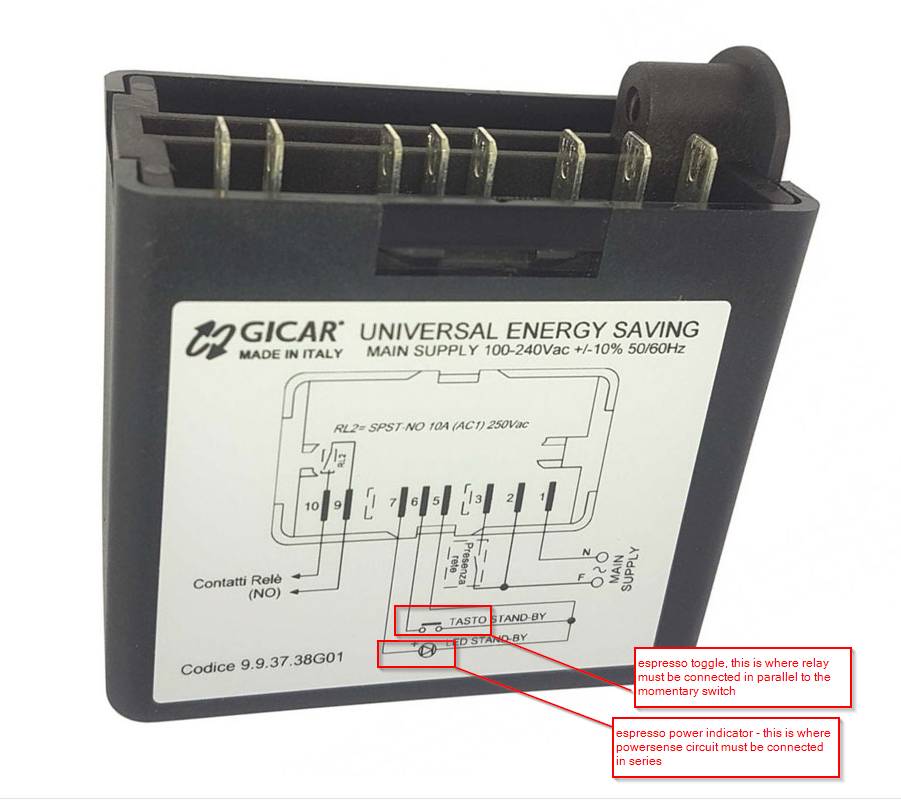 GICAR
MADE IN ITALY
UNIVERSAL ENERGY SAVING
MAIN SUPPLY 100-240Vac +/-10% 50/60Hz
RL2= SPST-NO 10A (AC1) 250Vac
RL2
10 9 7 6 5 3 2 1
Presenza
rete
N
~
F
MAIN
SUPPLY
Contatti Relè
(NO)
TASTO STAND-BY
+
LED STAND-BY
Codice 9.9.37.38G01
espresso toggle, this is where relay
must be connected in parallel to the
momentary switch
espresso power indicator - this is where
powersense circuit must be connected
in series